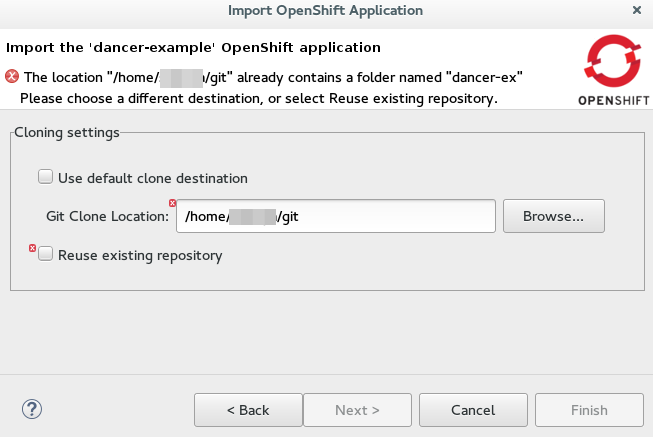 Import OpenShift Application
Import the 'dancer-example' OpenShift application
The location "/home/ /git" already contains a folder named "dancer-ex"
Please choose a different destination, or select Reuse existing repository.
OPENSHIFT
Cloning settings
Use default clone destination
Git Clone Location: /home/ /git Browse...
Reuse existing repository
? < Back Next > Cancel Finish